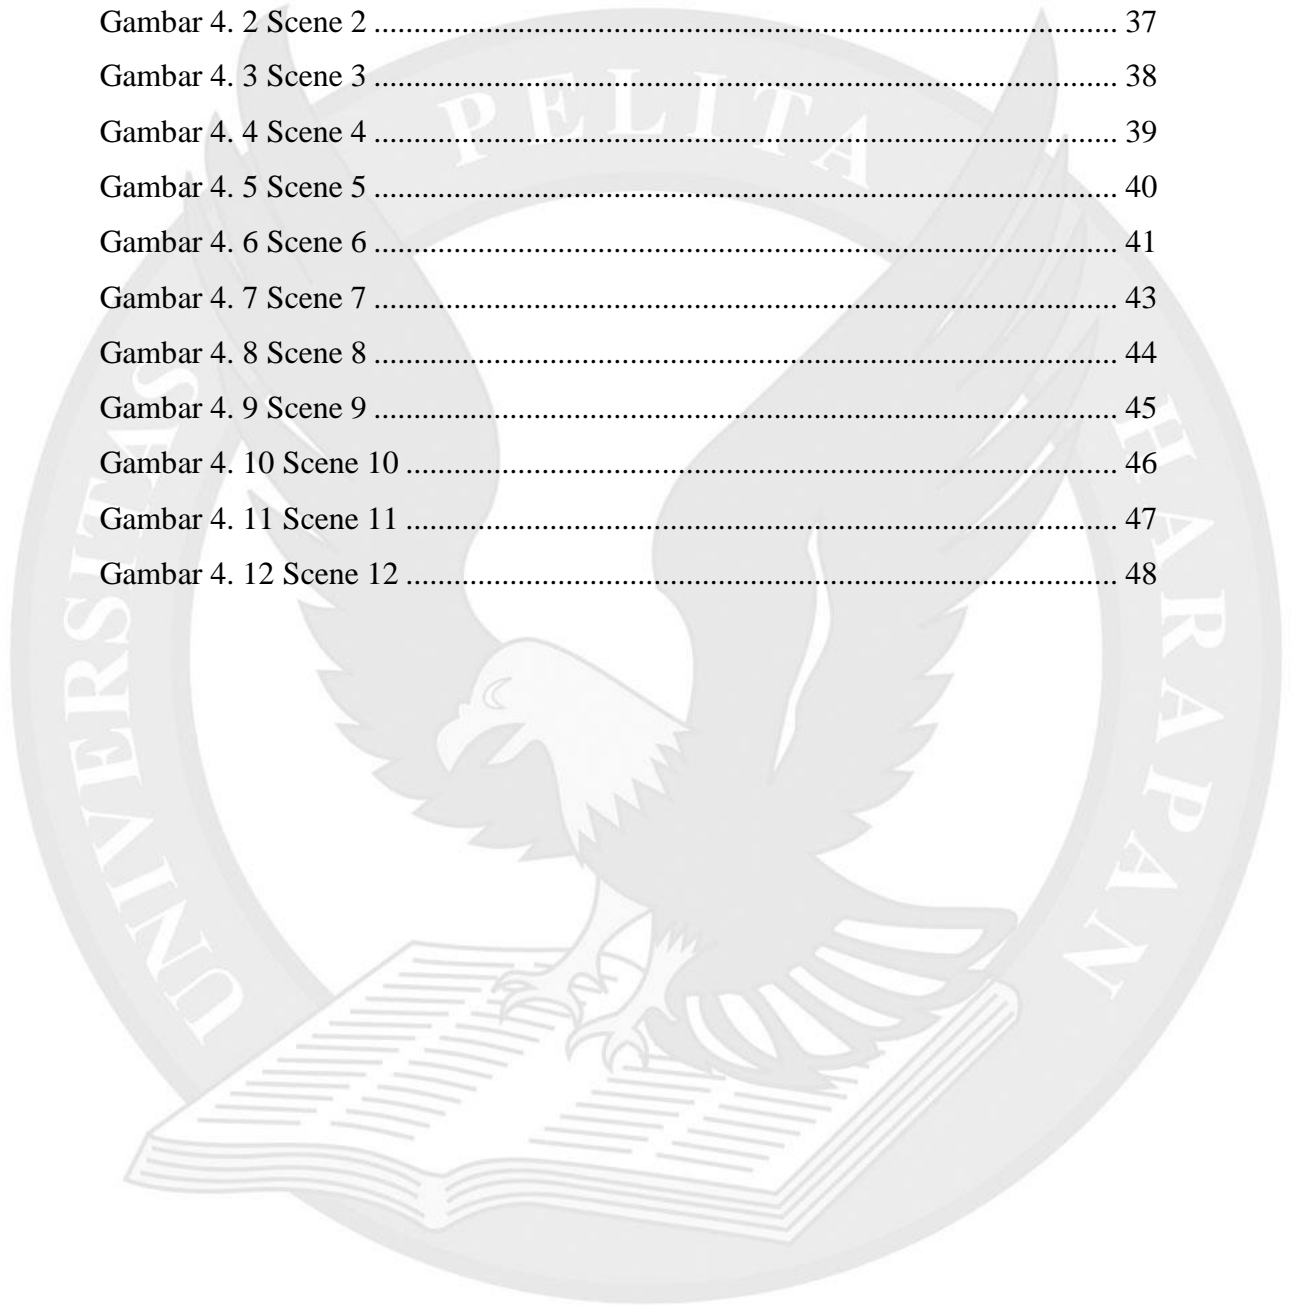 Gambar 4. 2 Scene 2 ............................................................................................ 37
Gambar 4. 3 Scene 3 ............................................................................................ 38
Gambar 4. 4 Scene 4 ............................................................................................ 39
Gambar 4. 5 Scene 5 ............................................................................................ 40
Gambar 4. 6 Scene 6 ............................................................................................ 41
Gambar 4. 7 Scene 7 ............................................................................................ 43
Gambar 4. 8 Scene 8 ............................................................................................ 44
Gambar 4. 9 Scene 9 ............................................................................................ 45
Gambar 4. 10 Scene 10 ........................................................................................ 46
Gambar 4. 11 Scene 11 ........................................................................................ 47
Gambar 4. 12 Scene 12 ........................................................................................ 48
UNIVERSITAS PELITA HARAPAN